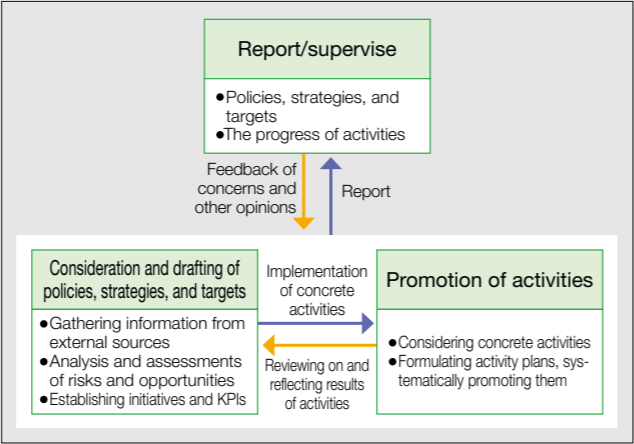 Report/supervise
●Policies, strategies, and
targets
●The progress of activities
Feedback of
concerns and
other opinions
Report
Consideration and drafting of
policies, strategies, and targets
●Gathering information from
external sources
●Analysis and assessments
of risks and opportunities
●Establishing initiatives and KPIs
Implementation
of concrete
activities
Reviewing on and
reflecting results
of activities
Promotion of activities
●Considering concrete activities
●Formulating activity plans, sys-
tematically promoting them